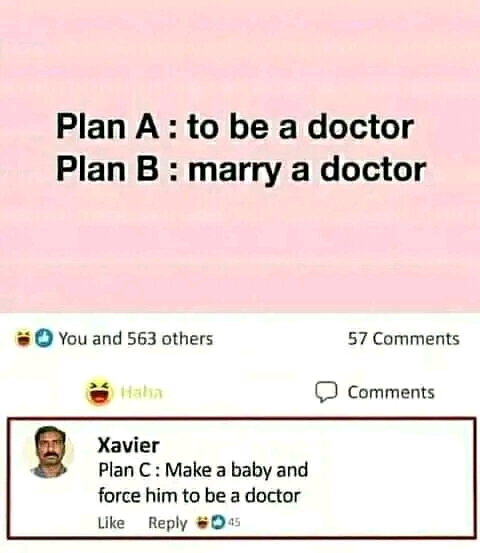 Plan A : to be a doctor
Plan B : marry a doctor
You and 563 others
57 Comments
Haha
Comments
Xavier
Plan C : Make a baby and
force him to be a doctor
Like Reply 45